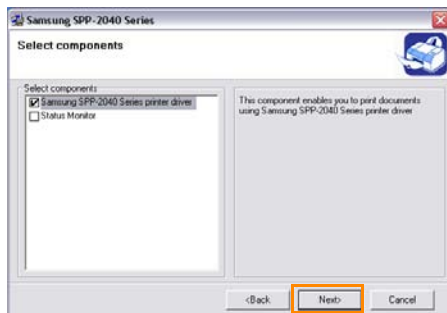 Samsung SPP-2040 Series
Select components
Select components
Samsung SPP-2040 Series printer driver
Status Monitor
This component enables you to print documents
using Samsung SPP-2040 Series printer driver
<Back
Next>
Cancel